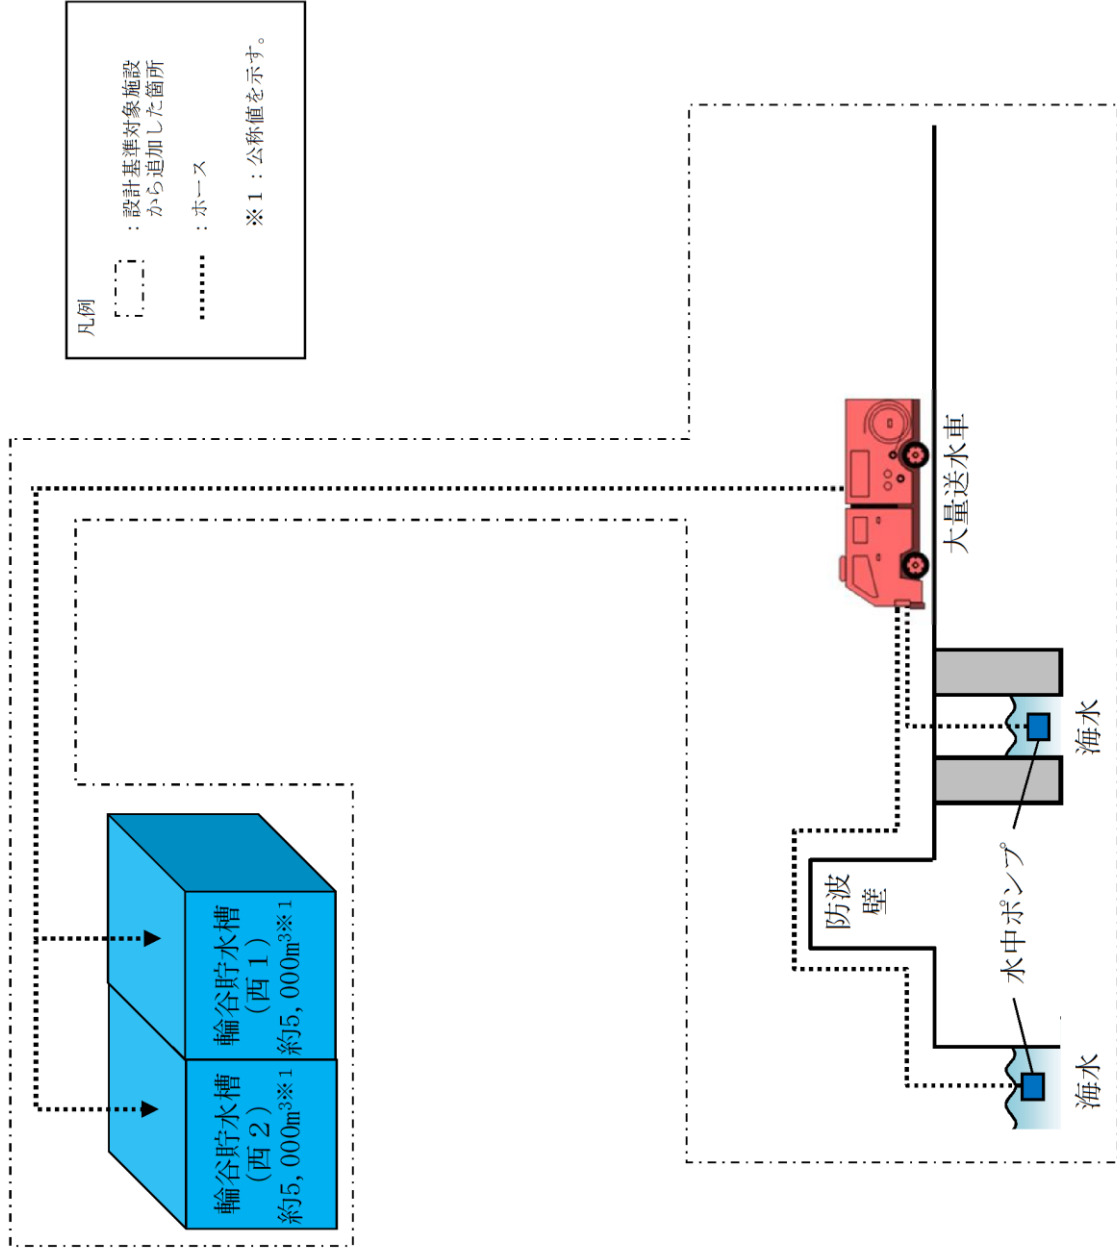 凡例
：設計基準対象施設
から追加した箇所
：ホース
※１：公称値を示す。
輪谷貯水槽
（西２）
約5,000m³※１
輪谷貯水槽
（西１）
約5,000m³※１
防波
壁
大量送水車
水中ポンプ
海水
海水